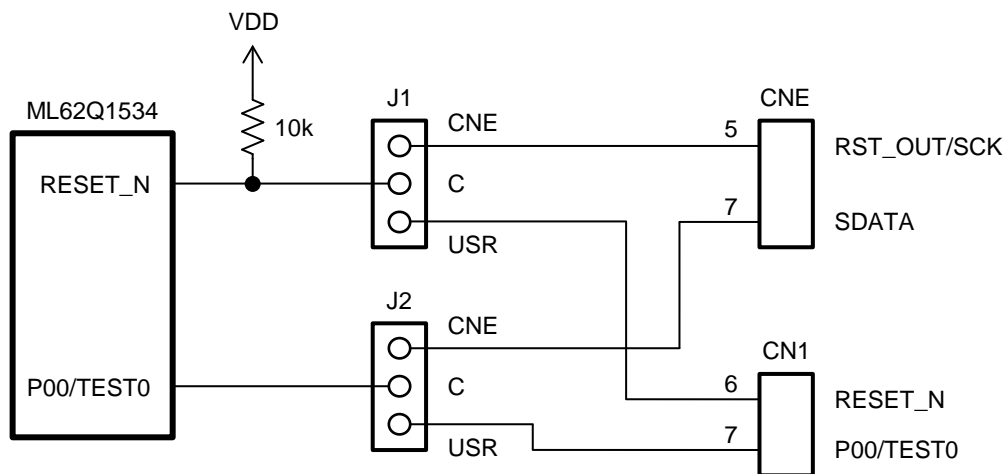 VDD
ML62Q1534
10k
J1
CNE
CNE
5
RST_OUT/SCK
RESET_N
C
7
SDATA
USR
J2
CNE
CN1
P00/TEST0
C
6
RESET_N
USR
7
P00/TEST0